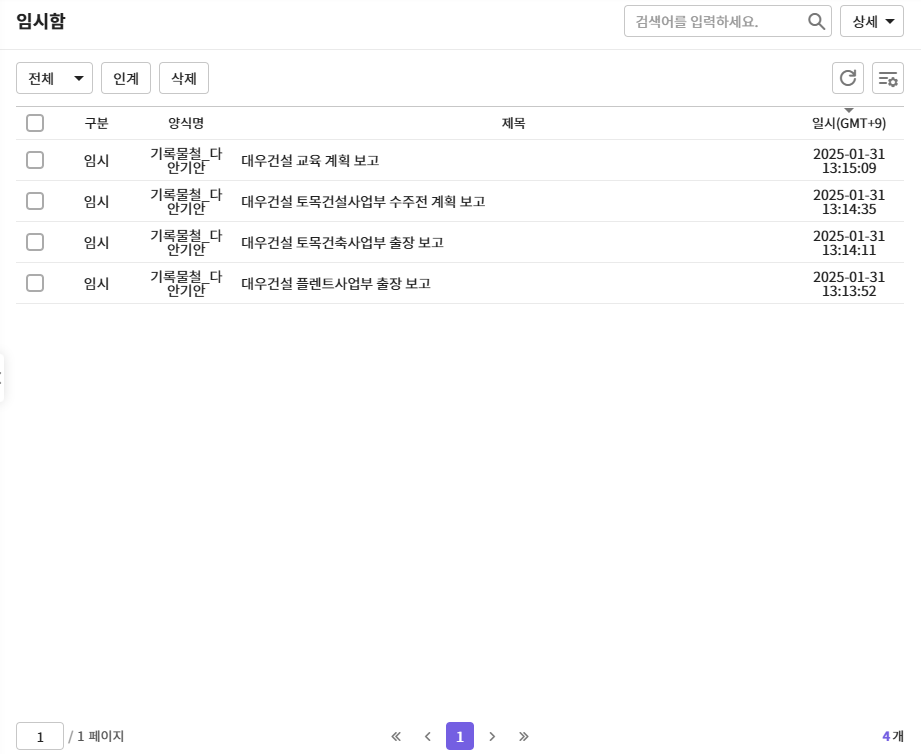 임시함
검색어를 입력하세요.
상세
전체
인계
삭제
구분 양식명 제목 일시(GMT+9)
임시 기록물철_다
안기안 대우건설 교육 계획 보고 2025-01-31
13:15:09
임시 기록물철_다
안기안 대우건설 토목건설사업부 수주전 계획 보고 2025-01-31
13:14:35
임시 기록물철_다
안기안 대우건설 토목건축사업부 출장 보고 2025-01-31
13:14:11
임시 기록물철_다
안기안 대우건설 플렌트사업부 출장 보고 2025-01-31
13:13:52
1 / 1 페이지 « ‹ 1 › » 4 개